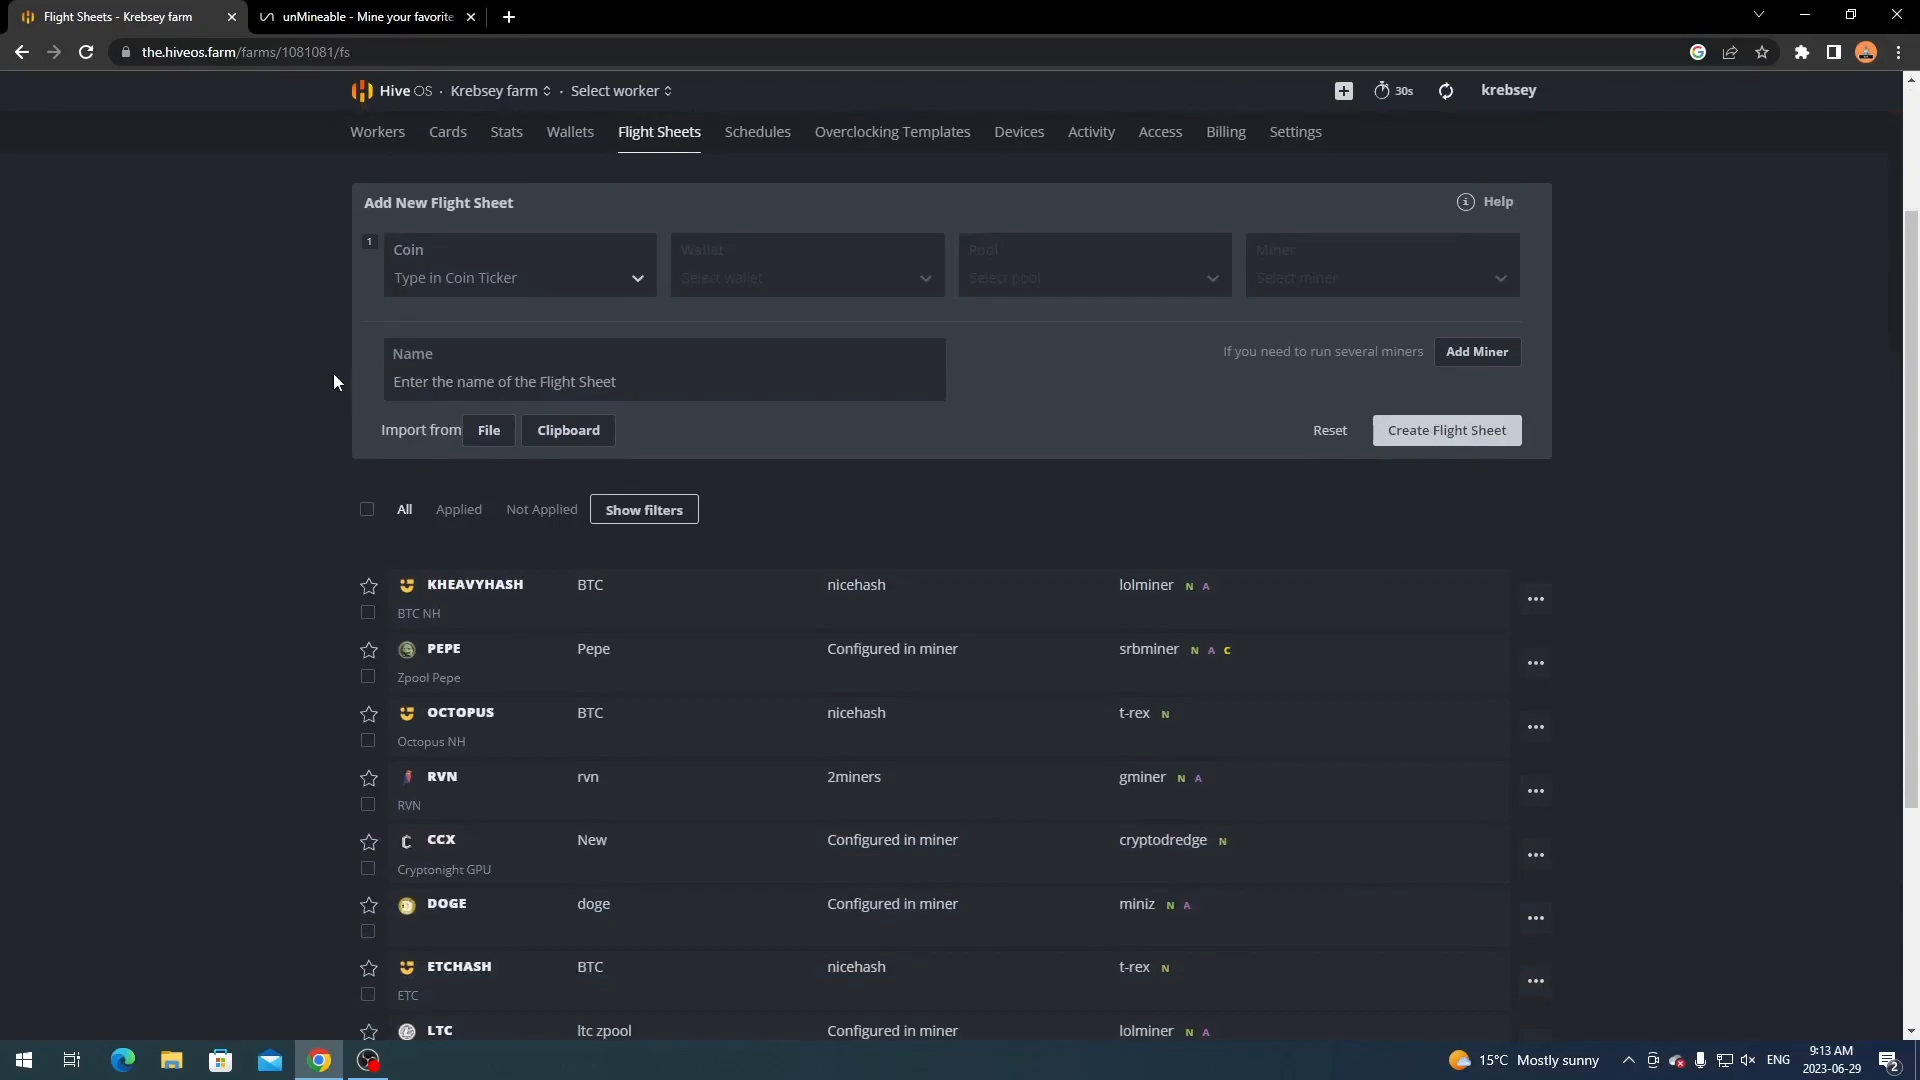 Flight Sheets - Krebsey farm
unMineable - Mine your favorite
the.hiveos.farm/farms/1081081/fs
Hive OS · Krebsey farm · Select worker
30s
krebsey
Workers Cards Stats Wallets Flight Sheets Schedules Overclocking Templates Devices Activity Access Billing Settings
Add New Flight Sheet
Help
1
Coin Wallet Pool Miner
Type in Coin Ticker Select wallet Select pool Select miner
Name
Enter the name of the Flight Sheet
If you need to run several miners Add Miner
Import from File Clipboard
Reset Create Flight Sheet
All Applied Not Applied Show filters
KHEAVYHASH BTC nicehash lolminer N A
BTC NH
PEPE Pepe Configured in miner srbminer N A C
Zpool Pepe
OCTOPUS BTC nicehash t-rex N
Octopus NH
RVN rvn 2miners gminer N A
RVN
CCX New Configured in miner cryptodredge N
Cryptonight GPU
DOGE doge Configured in miner miniz N A
ETCHASH BTC nicehash t-rex N
ETC
LTC ltc zpool Configured in miner lolminer N A
15°C Mostly sunny
ENG
9:13 AM
2023-06-29
2